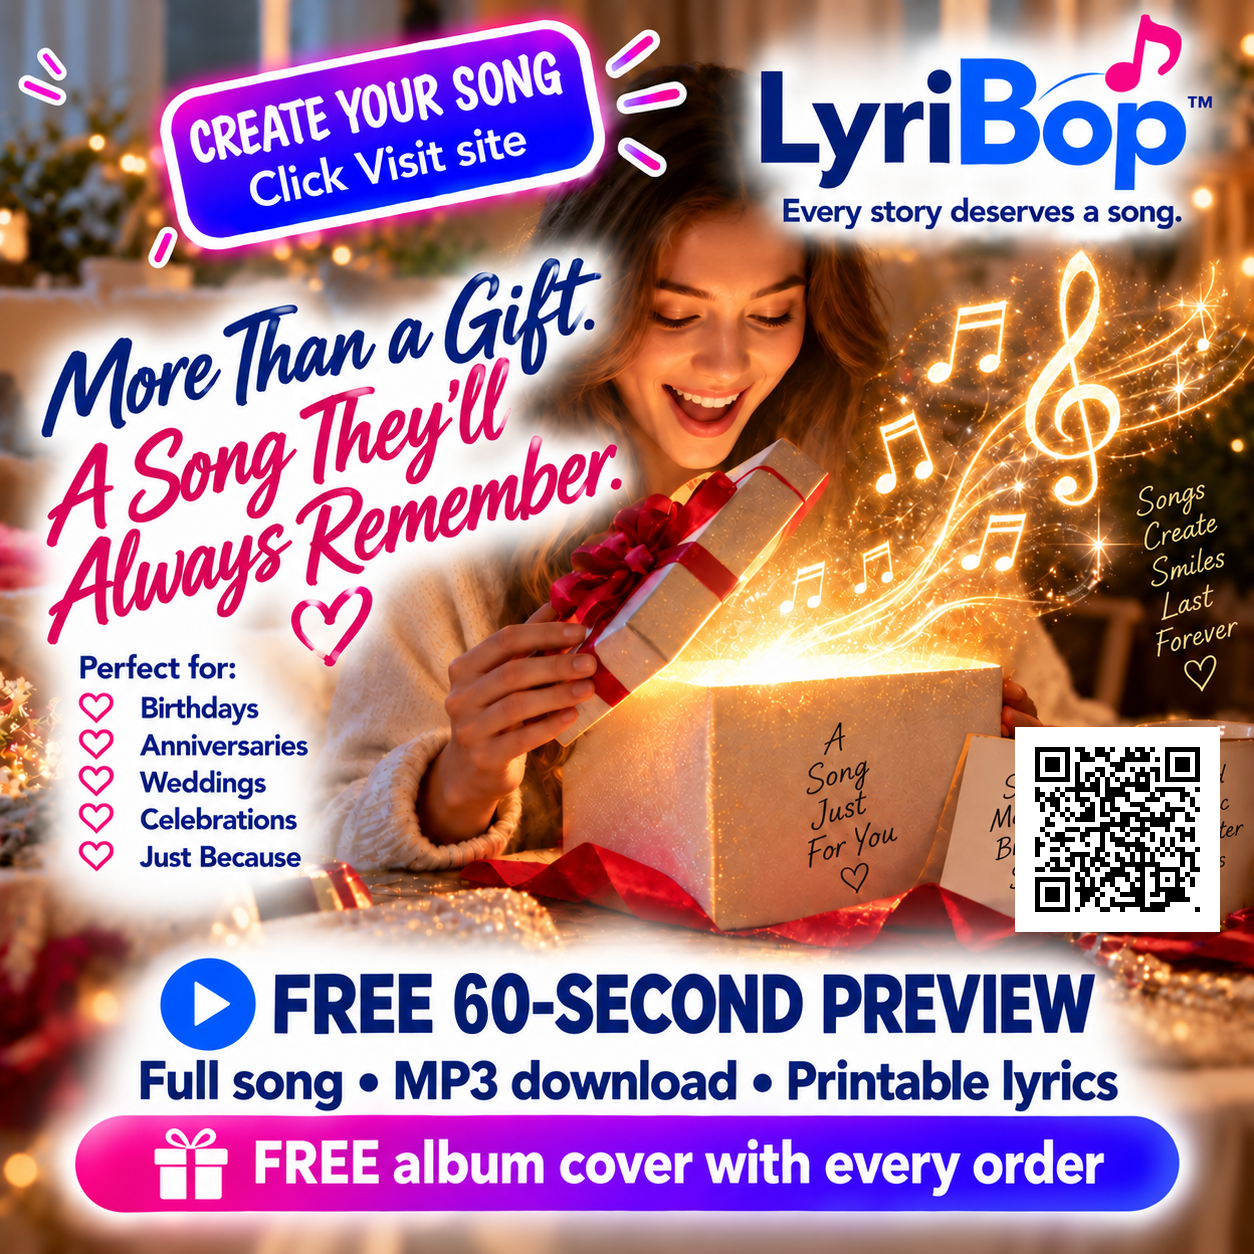 CREATE YOUR SONG
Click Visit site
LyriBop™
Every story deserves a song.
More Than a Gift.
A Song They'll
Always Remember.
Songs
Create
Smiles
Last
Forever
Perfect for:
Birthdays
Anniversaries
Weddings
Celebrations
Just Because
A
Song
Just
For You
FREE 60-SECOND PREVIEW
Full song • MP3 download • Printable lyrics
FREE album cover with every order